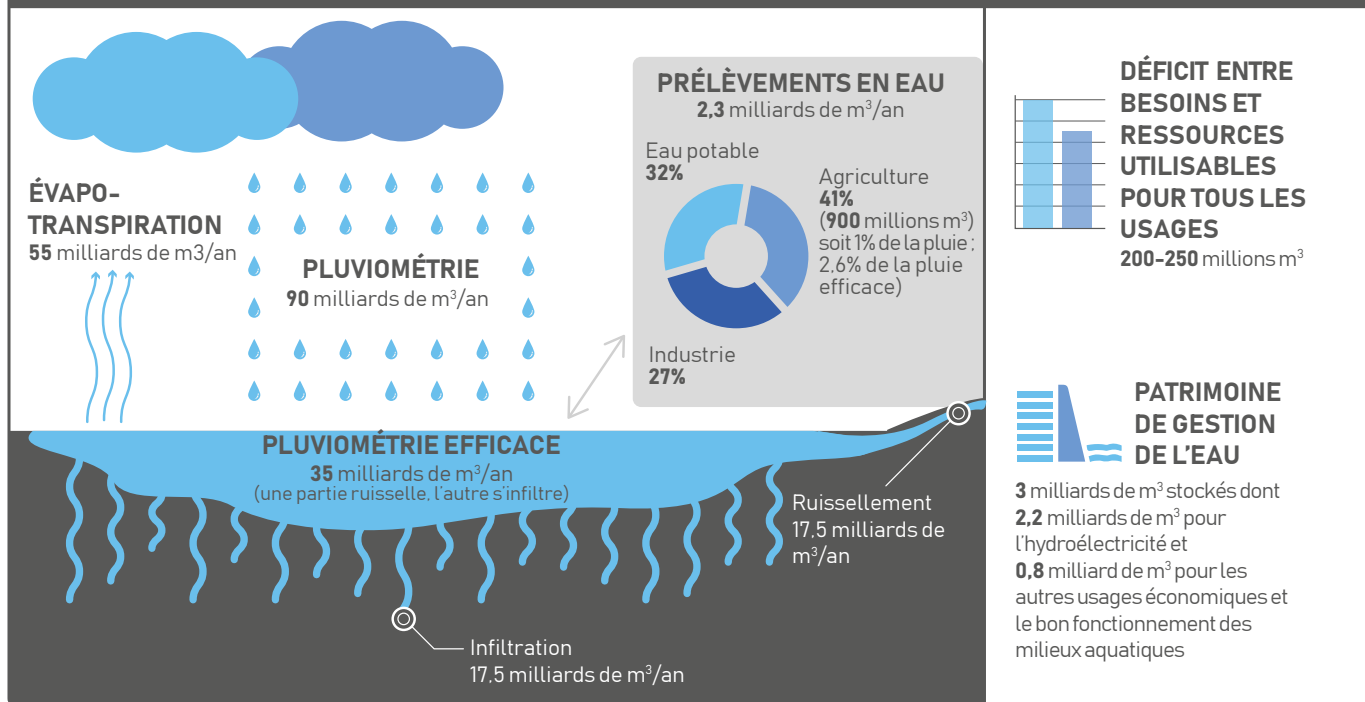 ÉVAPO-
TRANSPIRATION
55 milliards de m3/an
PLUVIOMÉTRIE
90 milliards de m³/an
PRÉLÈVEMENTS EN EAU
2,3 milliards de m³/an
Eau potable
32%
Agriculture
41%
(900 millions m³)
soit 1% de la pluie ;
2,6% de la pluie
efficace)
Industrie
27%
PLUVIOMÉTRIE EFFICACE
35 milliards de m³/an
(une partie ruisselle, l'autre s'infiltre)
Ruissellement
17,5 milliards de
m³/an
Infiltration
17,5 milliards de m³/an
DÉFICIT ENTRE
BESOINS ET
RESSOURCES
UTILISABLES
POUR TOUS LES
USAGES
200-250 millions m³
PATRIMOINE
DE GESTION
DE L'EAU
3 milliards de m³ stockés dont
2,2 milliards de m³ pour
l'hydroélectricité et
0,8 milliard de m³ pour les
autres usages économiques et
le bon fonctionnement des
milieux aquatiques